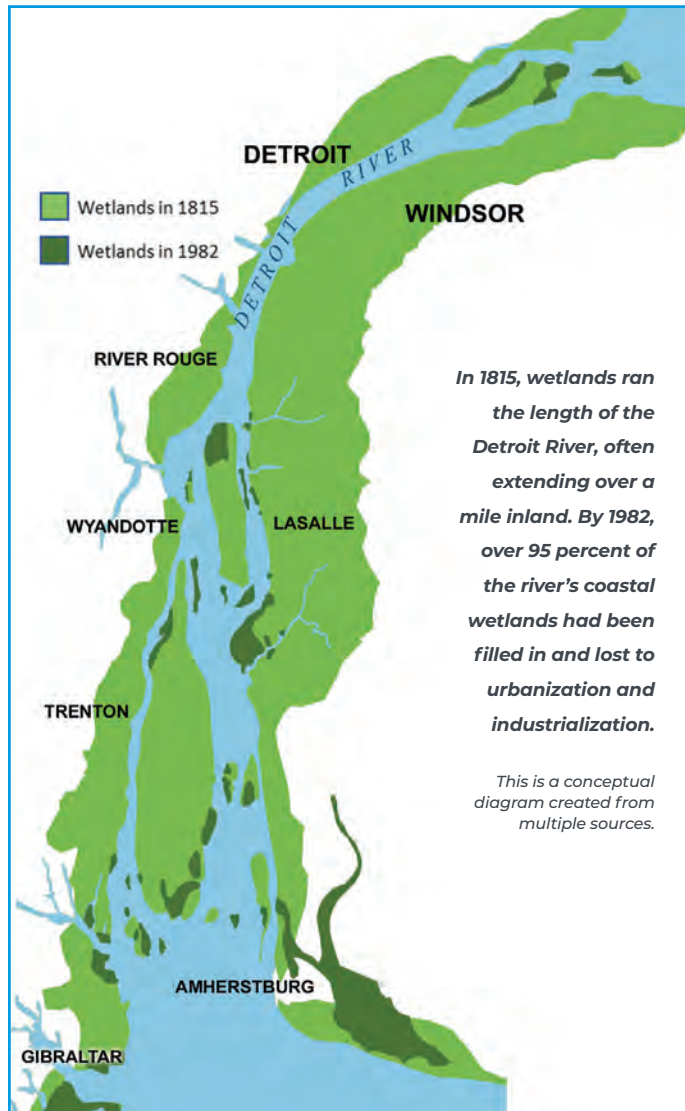 DETROIT
RIVER
DETROIT
WINDSOR
Wetlands in 1815
Wetlands in 1982
RIVER ROUGE
WYANDOTTE
LASALLE
TRENTON
AMHERSTBURG
GIBRALTAR
In 1815, wetlands ran
the length of the
Detroit River, often
extending over a
mile inland. By 1982,
over 95 percent of
the river’s coastal
wetlands had been
filled in and lost to
urbanization and
industrialization.
This is a conceptual
diagram created from
multiple sources.